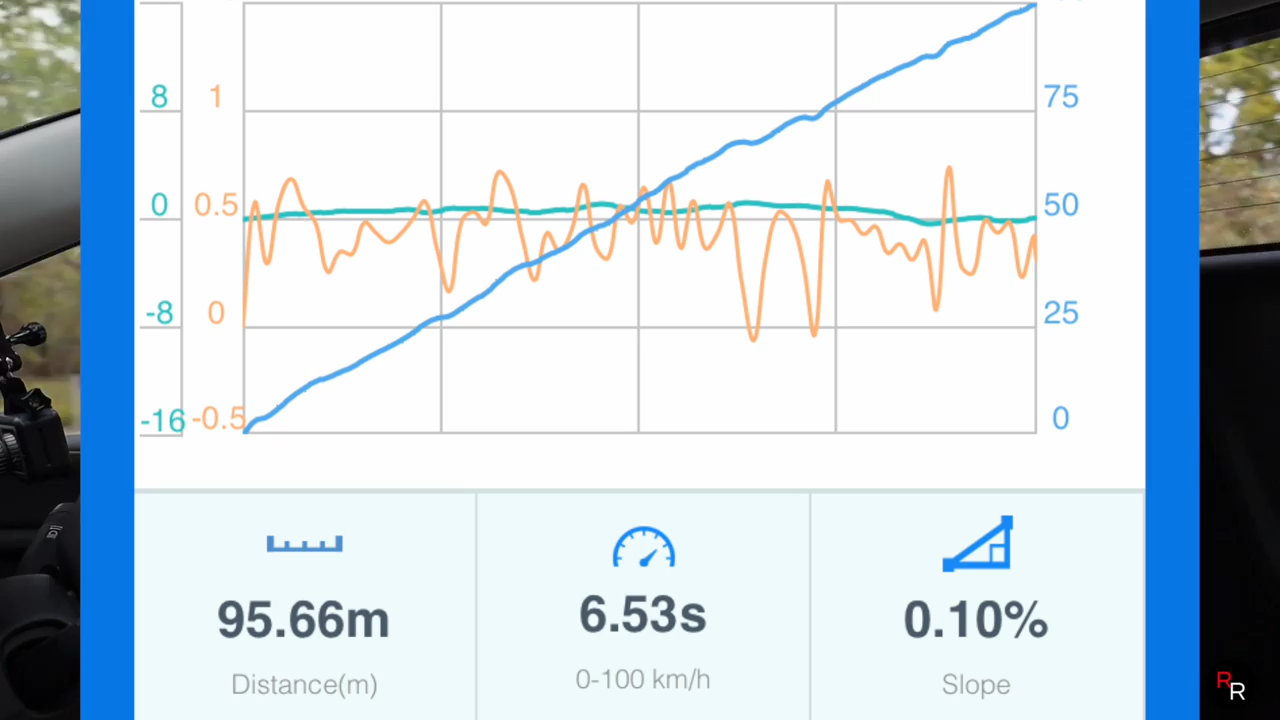 8 1 75
0 0.5 50
-8 0 25
-16 -0.5 0
95.66m 6.53s 0.10%
Distance(m) 0-100 km/h Slope
RR